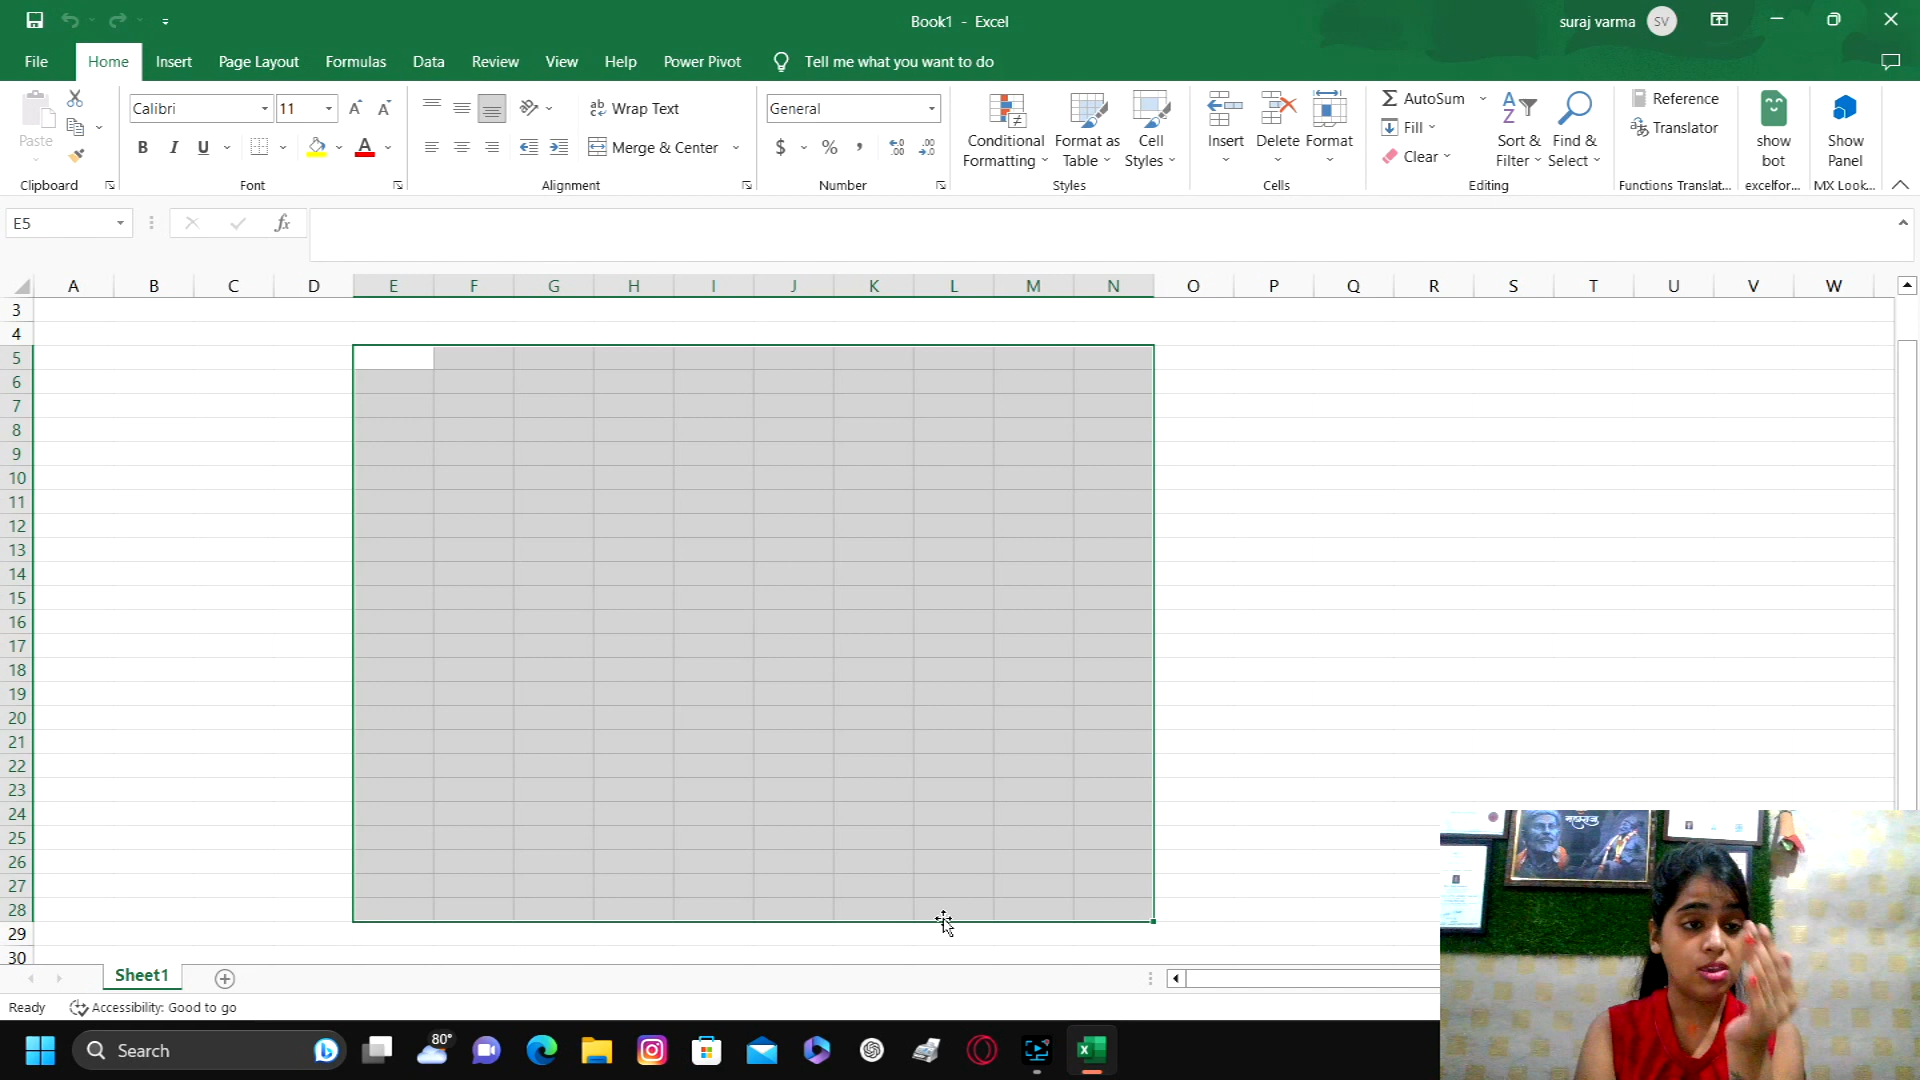 Book1 - Excel
suraj varma
SV
File
Home
Insert
Page Layout
Formulas
Data
Review
View
Help
Power Pivot
Tell me what you want to do
Paste
Clipboard
Calibri
11
B I U
Font
Wrap Text
Merge & Center
Alignment
General
$ % ,
Number
Conditional Formatting
Format as Table
Cell Styles
Styles
Insert
Delete
Format
Cells
AutoSum
Fill
Clear
Sort & Filter
Find & Select
Editing
Reference
Translator
Functions Translat...
show bot
excelfor...
Show Panel
MX Look...
E5
fx
A B C D E F G H I J K L M N O P Q R S T U V W
3
4
5
6
7
8
9
10
11
12
13
14
15
16
17
18
19
20
21
22
23
24
25
26
27
28
29
30
Sheet1
Ready
Accessibility: Good to go
Search
80°